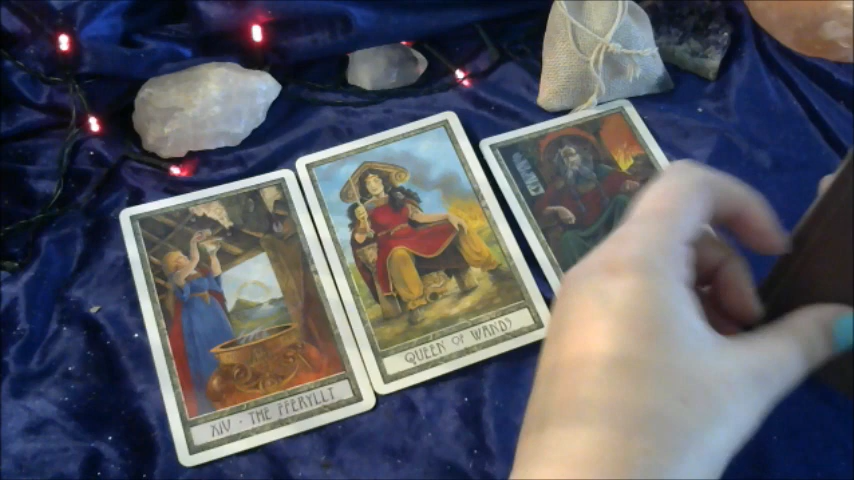 XIV · THE PFERYLLT
QUEEN OF WANDS